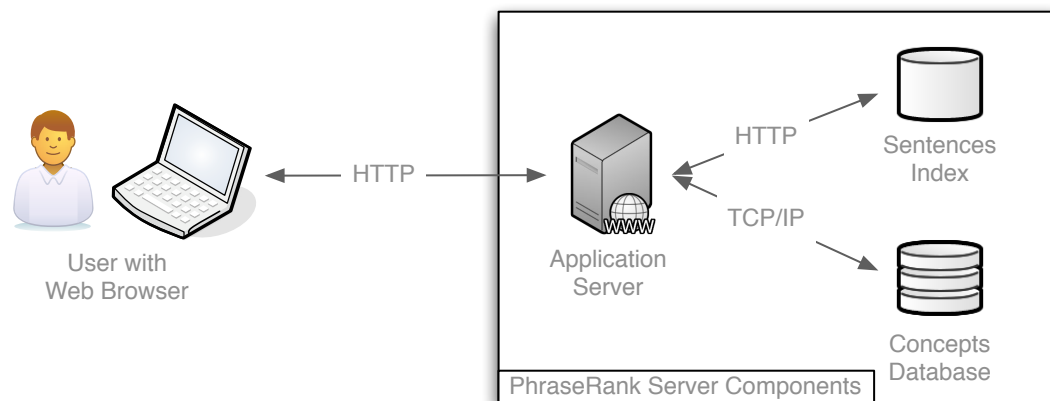 HTTP
User with
Web Browser
WWW
Application
Server
HTTP
TCP/IP
Sentences
Index
Concepts
Database
PhraseRank Server Components